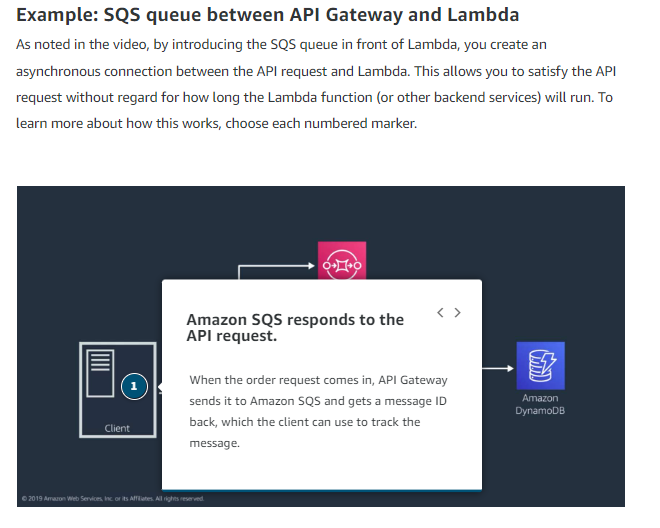 Example: SQS queue between API Gateway and Lambda
As noted in the video, by introducing the SQS queue in front of Lambda, you create an
asynchronous connection between the API request and Lambda. This allows you to satisfy the API
request without regard for how long the Lambda function (or other backend services) will run. To
learn more about how this works, choose each numbered marker.
Amazon SQS responds to the
API request.
When the order request comes in, API Gateway
sends it to Amazon SQS and gets a message ID
back, which the client can use to track the
message.
1
Client
Amazon
DynamoDB
© 2019 Amazon Web Services, Inc. or its Affiliates. All rights reserved.